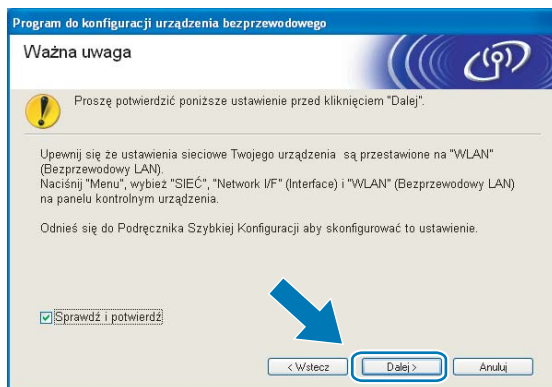 Program do konfiguracji urządzenia bezprzewodowego
Ważna uwaga
Proszę potwierdzić poniższe ustawienie przed kliknięciem "Dalej".
Upewnij się że ustawienia sieciowe Twojego urządzenia są przestawione na "WLAN"
(Bezprzewodowy LAN).
Naciśnij "Menu", wybież "SIEĆ", "Network I/F" (Interface) i "WLAN" (Bezprzewodowy LAN)
na panelu kontrolnym urządzenia.
Odnieś się do Podręcznika Szybkiej Konfiguracji aby skonfigurować to ustawienie.
Sprawdź i potwierdź
< Wstecz
Dalej >
Anuluj